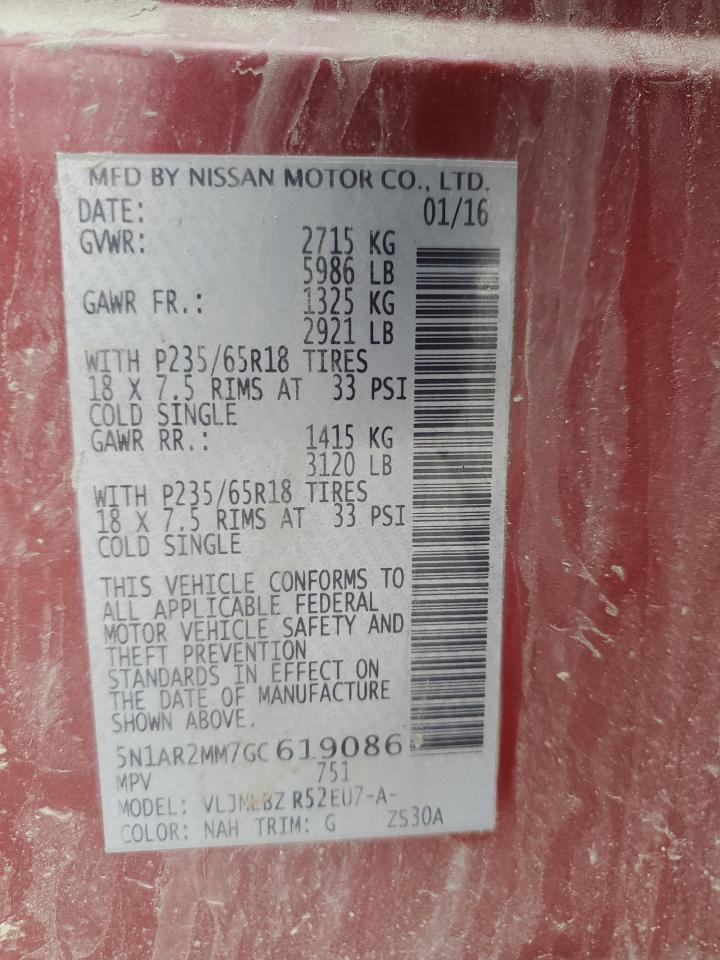 MFD BY NISSAN MOTOR CO., LTD.
DATE: 01/16
GVWR: 2715 KG
5986 LB
GAWR FR.: 1325 KG
2921 LB
WITH P235/65R18 TIRES
18 X 7.5 RIMS AT 33 PSI
COLD SINGLE
GAWR RR.: 1415 KG
3120 LB
WITH P235/65R18 TIRES
18 X 7.5 RIMS AT 33 PSI
COLD SINGLE
THIS VEHICLE CONFORMS TO
ALL APPLICABLE FEDERAL
MOTOR VEHICLE SAFETY AND
THEFT PREVENTION
STANDARDS IN EFFECT ON
THE DATE OF MANUFACTURE
SHOWN ABOVE.
5N1AR2MM7GC619086
MPV 751
MODEL: R52EU7-A-
COLOR: NAH TRIM: G ZS30A